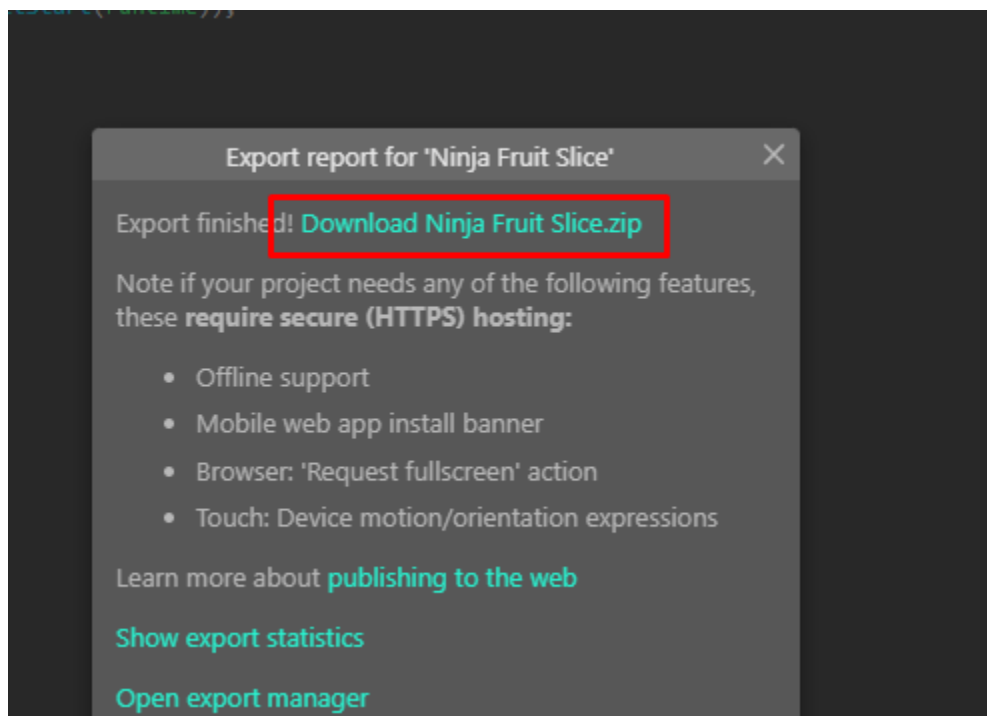 Export report for 'Ninja Fruit Slice'
Export finished! Download Ninja Fruit Slice.zip
Note if your project needs any of the following features,
these require secure (HTTPS) hosting:
• Offline support
• Mobile web app install banner
• Browser: 'Request fullscreen' action
• Touch: Device motion/orientation expressions
Learn more about publishing to the web
Show export statistics
Open export manager